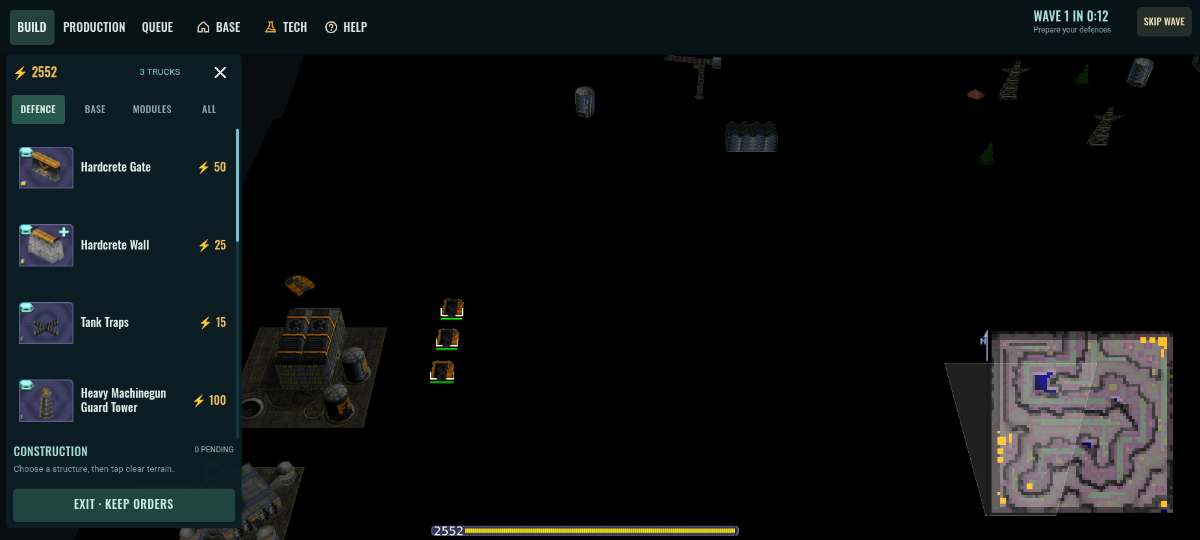 BUILD PRODUCTION QUEUE BASE TECH HELP
WAVE 1 IN 0:12
Prepare your defences
SKIP WAVE
2552 3 TRUCKS
DEFENCE BASE MODULES ALL
Hardcrete Gate 50
Hardcrete Wall 25
Tank Traps 15
Heavy Machinegun
Guard Tower 100
CONSTRUCTION 0 PENDING
Choose a structure, then tap clear terrain.
EXIT · KEEP ORDERS
2552
N